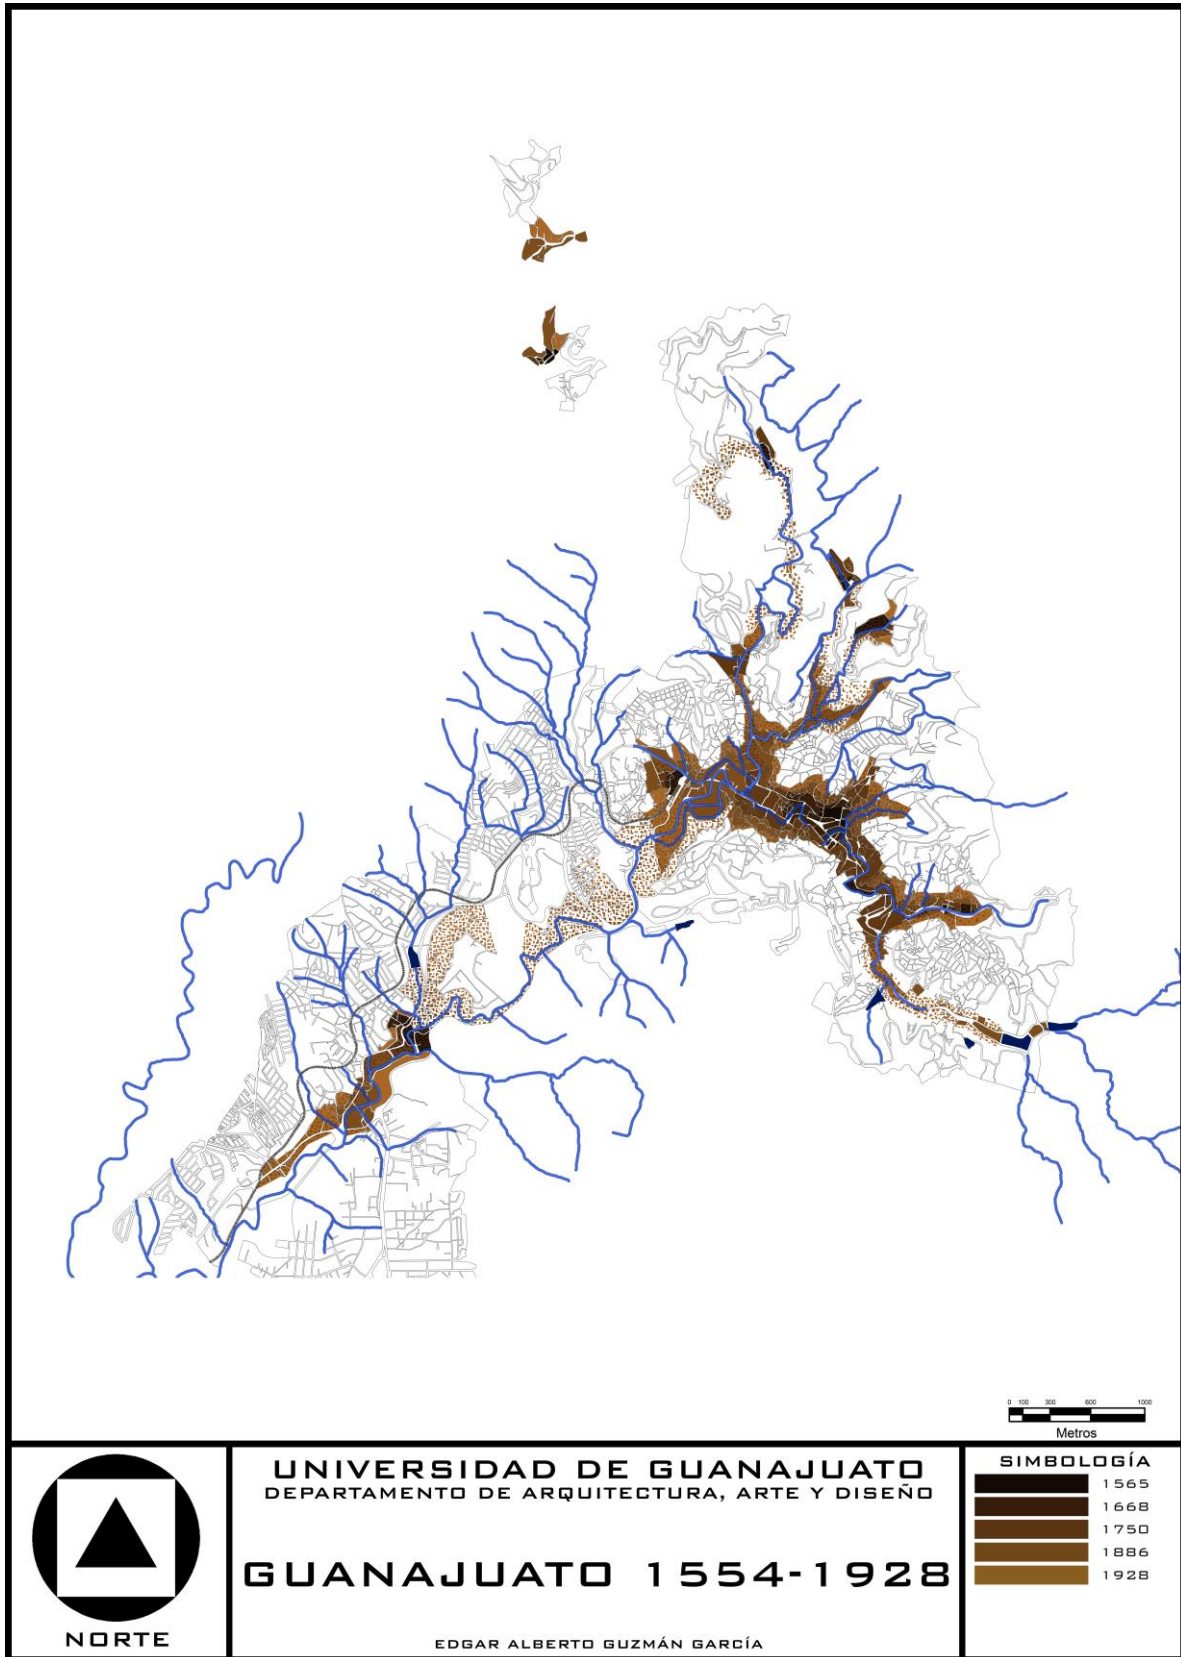 0 100 300 600 1000
Metros
NORTE
UNIVERSIDAD DE GUANAJUATO
DEPARTAMENTO DE ARQUITECTURA, ARTE Y DISEÑO
GUANAJUATO 1554-1928
EDGAR ALBERTO GUZMÁN GARCÍA
SIMBOLOGÍA
1565
1668
1750
1886
1928